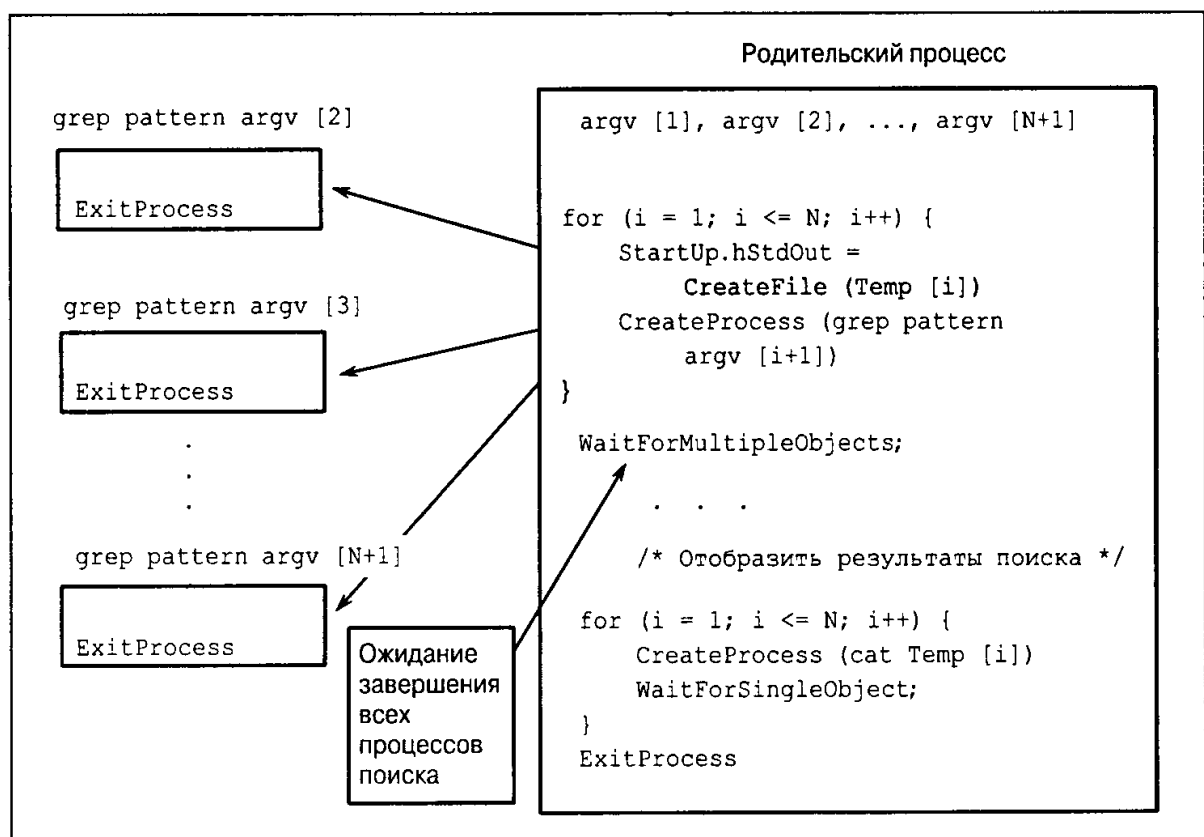 Родительский процесс
grep pattern argv [2]
ExitProcess
grep pattern argv [3]
ExitProcess
.
.
.
grep pattern argv [N+1]
ExitProcess
Ожидание
завершения
всех
процессов
поиска
argv [1], argv [2], ..., argv [N+1]
for (i = 1; i <= N; i++) {
StartUp.hStdOut =
CreateFile (Temp [i])
CreateProcess (grep pattern
argv [i+1])
}
WaitForMultipleObjects;
. . .
/* Отобразить результаты поиска */
for (i = 1; i <= N; i++) {
CreateProcess (cat Temp [i])
WaitForSingleObject;
}
ExitProcess